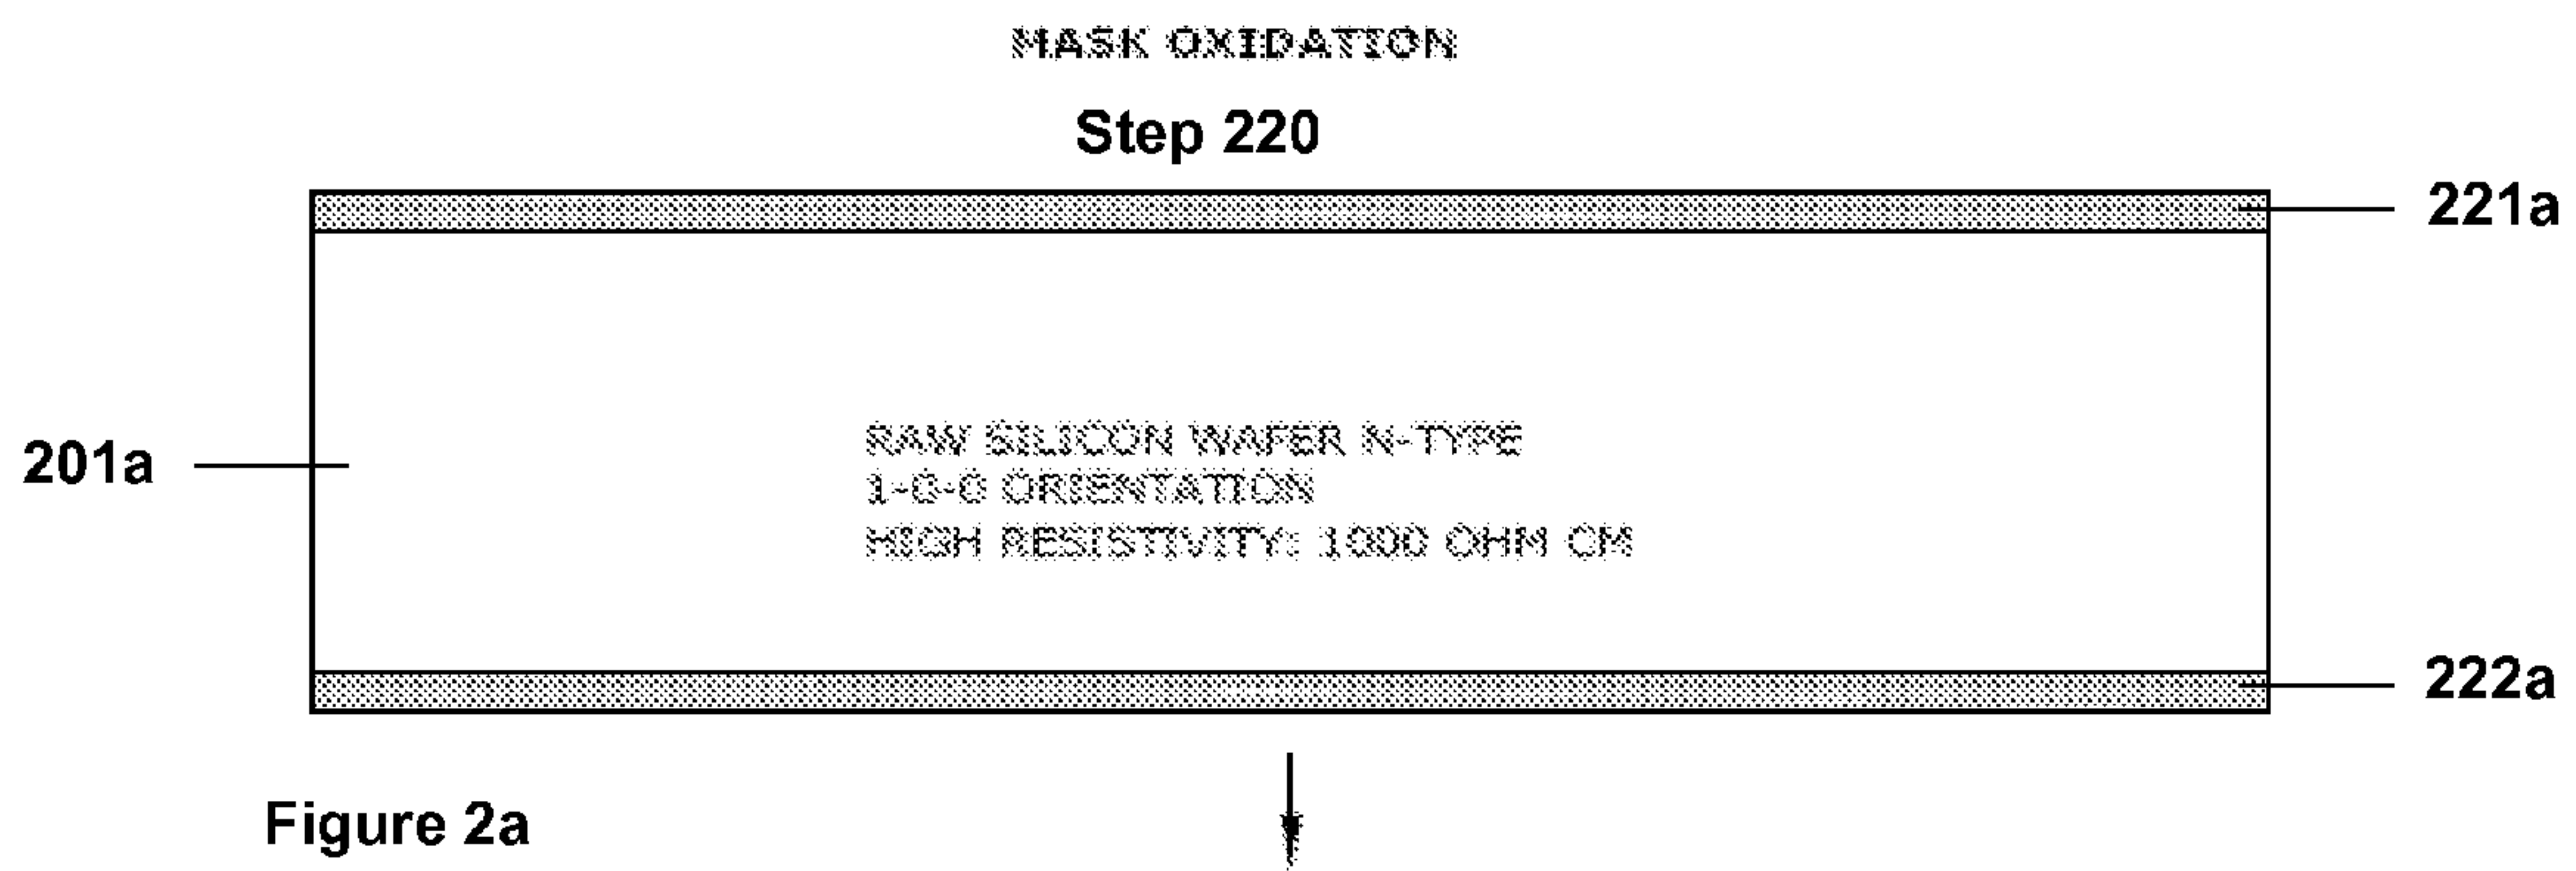 MASK OXIDATION
Step 220
221a
201a
RAW SILICON WAFER N-TYPE
1-0-0 ORIENTATION
HIGH RESISTIVITY: 1000 OHM CM
222a
Figure 2a